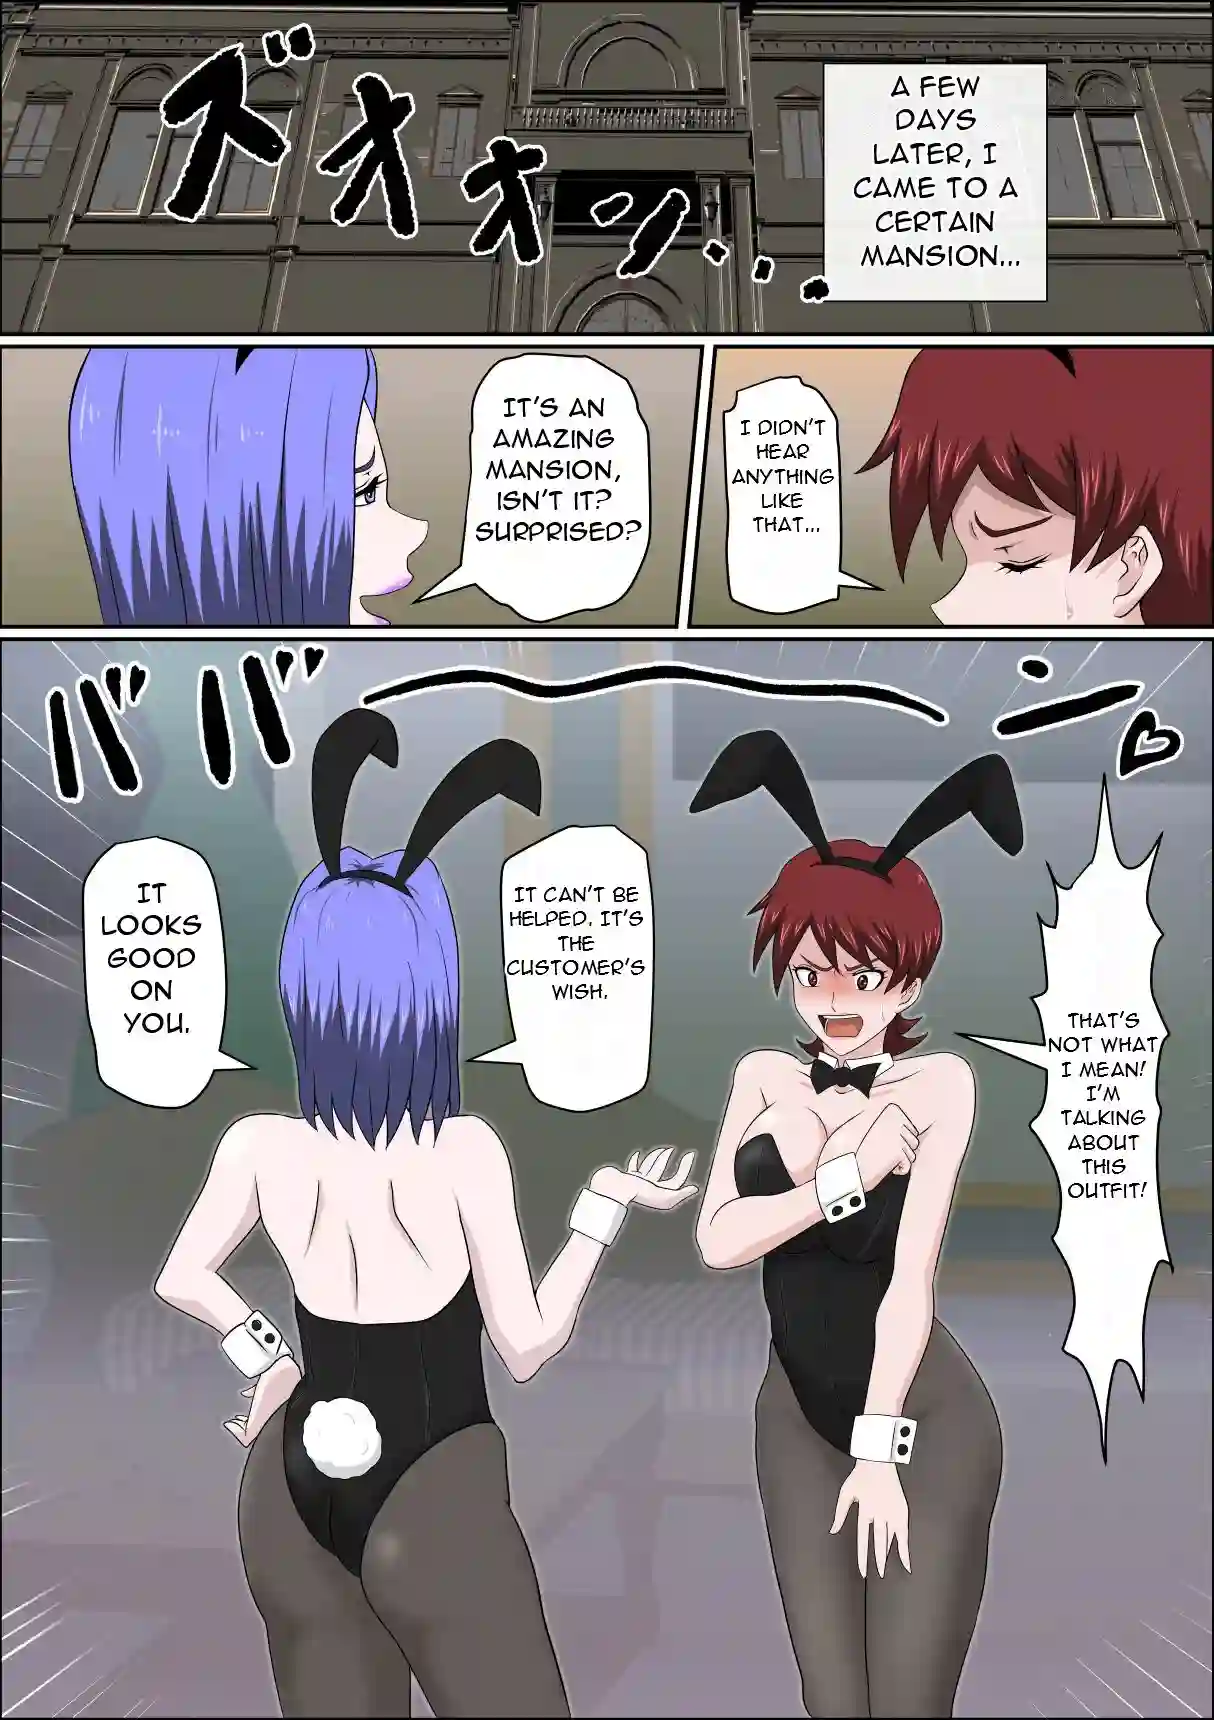 ズオオン...
A FEW
DAYS
LATER, I
CAME TO A
CERTAIN
MANSION...
IT'S AN
AMAZING
MANSION,
ISN'T IT?
SURPRISED?
I DIDN'T
HEAR
ANYTHING
LIKE
THAT...
ババーン♡
IT
LOOKS
GOOD
ON
YOU.
IT CAN'T BE
HELPED. IT'S
THE
CUSTOMER'S
WISH.
THAT'S
NOT WHAT
I MEAN!
I'M
TALKING
ABOUT
THIS
OUTFIT!